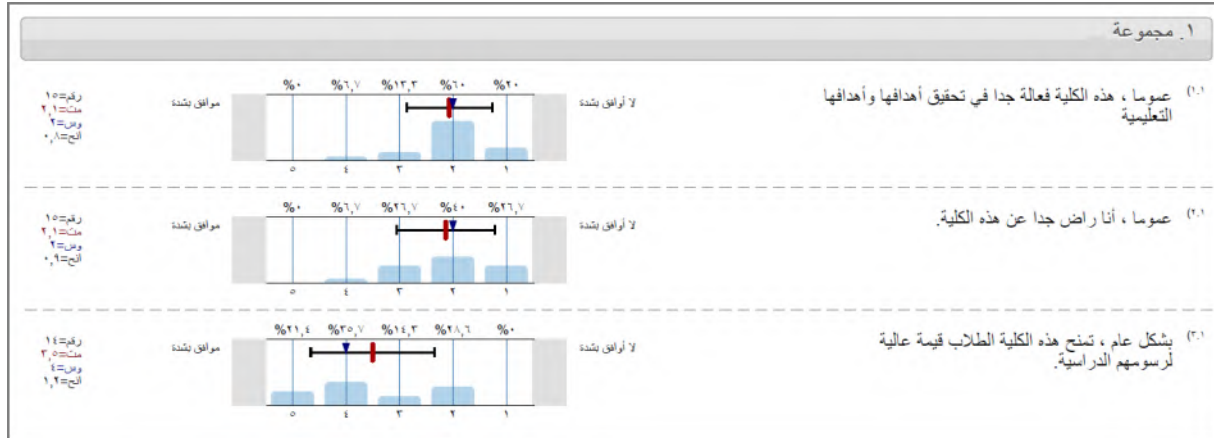 ١. مجموعة
١.١) عموما ، هذه الكلية فعالة جدا في تحقيق أهدافها وأهدافها
التعليمية
لا أوافق بشدة
موافق بشدة
%٢٠ %٦٠ %١٣,٣ %٦,٧ %٠
١ ٢ ٣ ٤ ٥
رقم=١٥
مت=٢,١
وس=٢
انح=٠,٨
٢.١) عموما ، أنا راض جدا عن هذه الكلية.
لا أوافق بشدة
موافق بشدة
%٢٦,٧ %٤٠ %٢٦,٧ %٦,٧ %٠
١ ٢ ٣ ٤ ٥
رقم=١٥
مت=٢,١
وس=٢
انح=٠,٩
٣.١) بشكل عام ، تمنح هذه الكلية الطلاب قيمة عالية
لرسومهم الدراسية.
لا أوافق بشدة
موافق بشدة
%٠ %٢٨,٦ %١٤,٣ %٣٥,٧ %٢١,٤
١ ٢ ٣ ٤ ٥
رقم=١٤
مت=٣,٥
وس=٤
انح=١,٢